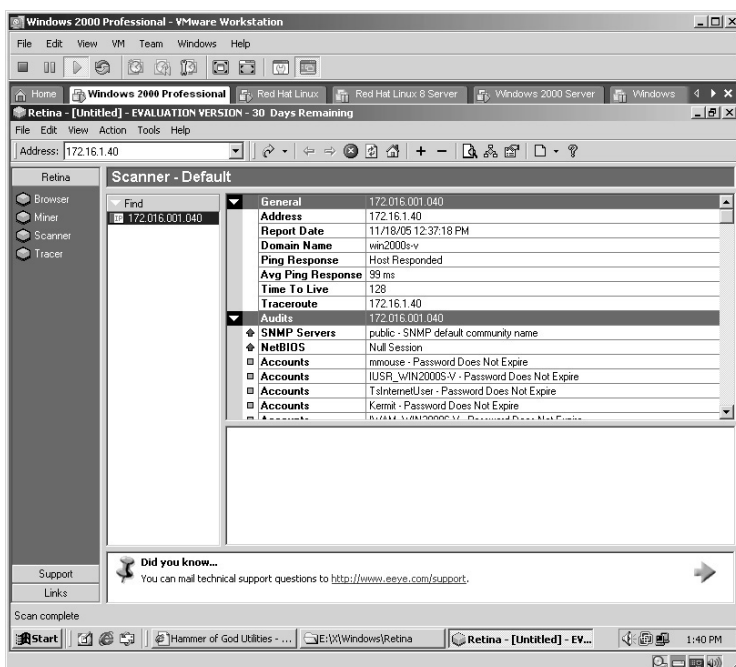 Windows 2000 Professional - VMware Workstation
File Edit View VM Team Windows Help
Home Windows 2000 Professional Red Hat Linux Red Hat Linux 8 Server Windows 2000 Server Windows
Retina - [Untitled] - EVALUATION VERSION - 30 Days Remaining
File Edit View Action Tools Help
Address: 172.16.1.40
Retina Scanner - Default
Browser
Miner
Scanner
Tracer
Find
IP 172.016.001.040
General 172.016.001.040
Address 172.16.1.40
Report Date 11/18/05 12:37:18 PM
Domain Name win2000s-v
Ping Response Host Responded
Avg Ping Response 99 ms
Time To Live 128
Traceroute 172.16.1.40
Audits 172.016.001.040
SNMP Servers public - SNMP default community name
NetBIOS Null Session
Accounts mmouse - Password Does Not Expire
Accounts IUSR_WIN2000S-V - Password Does Not Expire
Accounts TsInternetUser - Password Does Not Expire
Accounts Kermit - Password Does Not Expire
Did you know...
You can mail technical support questions to http://www.eeye.com/support.
Support
Links
Scan complete
Start Hammer of God Utilities - ... E:\X\Windows\Retina Retina - [Untitled] - EV... 1:40 PM